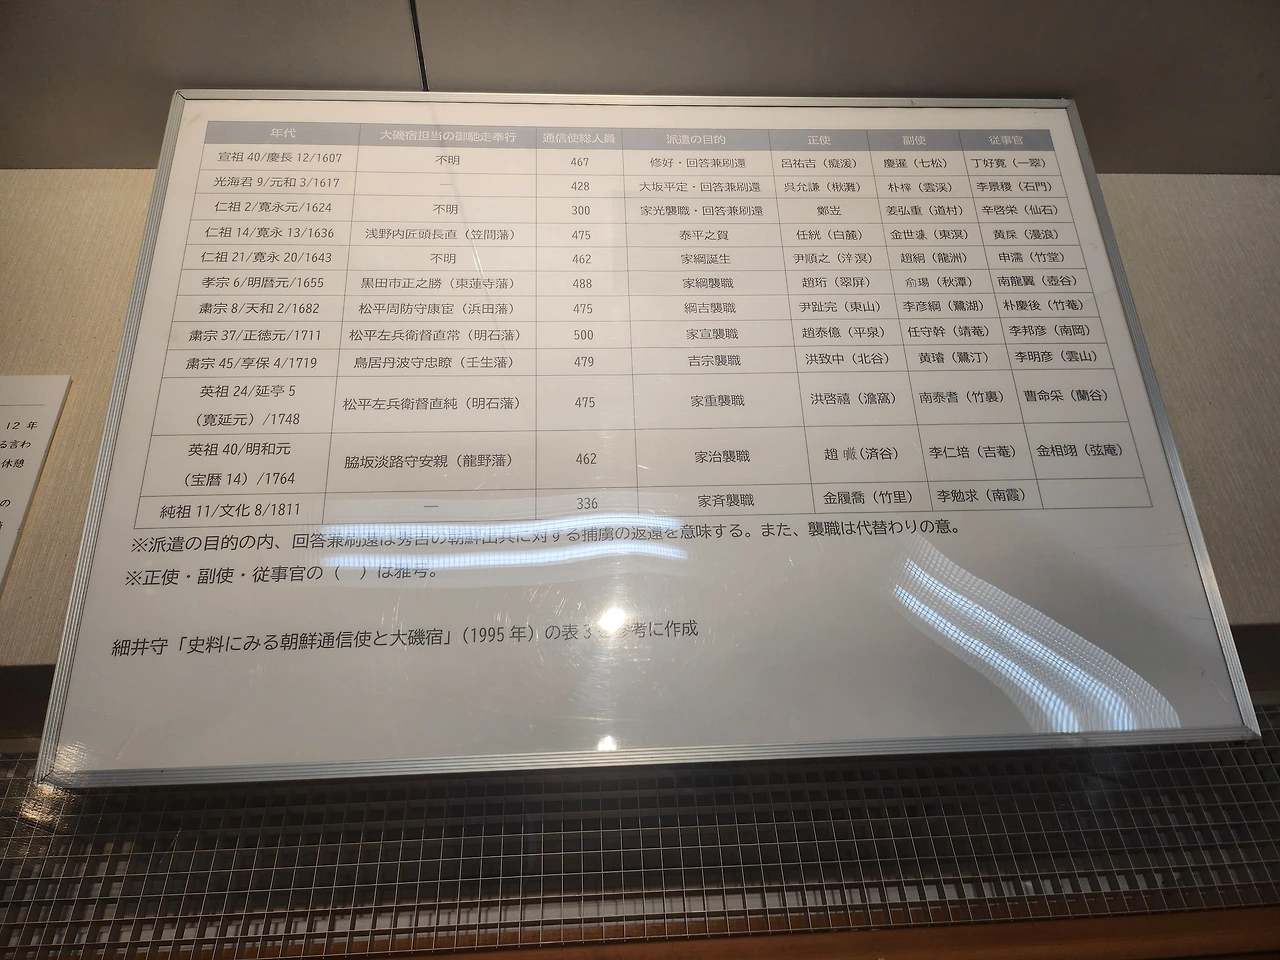 年代 大磯宿担当の御馳走奉行 通信使総人員 派遣の目的 正使 副使 従事官
宣祖 40/慶長 12/1607 不明 467 修好・回答兼刷還 呂祐吉（癡溪） 慶暹（七松） 丁好寛（一翠）
光海君 9/元和 3/1617 — 428 大坂平定・回答兼刷還 呉允謙（楸灘） 朴梓（雲渓） 李景稷（石門）
仁祖 2/寛永元/1624 不明 300 家光襲職・回答兼刷還 鄭岦 姜弘重（道村） 辛啓栄（仙石）
仁祖 14/寛永 13/1636 浅野内匠頭長直（笠間藩） 475 泰平之賀 任絖（白麓） 金世濂（東溟） 黄㦿（漫浪）
仁祖 21/寛永 20/1643 不明 462 家綱誕生 尹順之（涬溟） 趙絅（龍洲） 申濡（竹堂）
孝宗 6/明暦元/1655 黒田市正之勝（東蓮寺藩） 488 家綱襲職 趙珩（翠屏） 兪瑒（秋潭） 南龍翼（壺谷）
粛宗 8/天和 2/1682 松平周防守康宦（浜田藩） 475 綱吉襲職 尹趾完（東山） 李彦綱（鷺湖） 朴慶後（竹菴）
粛宗 37/正徳元/1711 松平左兵衛督直常（明石藩） 500 家宣襲職 趙泰億（平泉） 任守幹（靖菴） 李邦彦（南岡）
粛宗 45/享保 4/1719 鳥居丹波守忠瞭（壬生藩） 479 吉宗襲職 洪致中（北谷） 黄璿（鷺汀） 李明彦（雲山）
英祖 24/延亭 5
（寛延元）/1748 松平左兵衛督直純（明石藩） 475 家重襲職 洪啓禧（澹窩） 南泰耆（竹裏） 曹命采（蘭谷）
英祖 40/明和元
（宝暦 14）/1764 脇坂淡路守安親（龍野藩） 462 家治襲職 趙（済谷） 李仁培（吉菴） 金相翊（弦庵）
純祖 11/文化 8/1811 — 336 家斉襲職 金履喬（竹里） 李勉求（南霞）
※派遣の目的の内、回答兼刷還は秀吉の朝鮮出兵に対する捕虜の返還を意味する。また、襲職は代替わりの意。
※正使・副使・従事官の（ ）は雅号。
細井守「史料にみる朝鮮通信使と大磯宿」（1995 年）の表 3 を参考に作成
12 年
る言わ
休憩
の